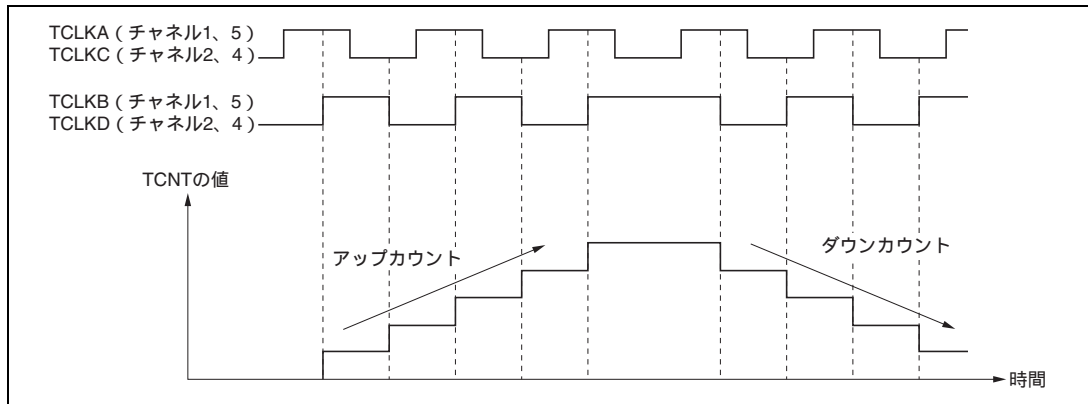 TCLKA（チャネル1、5）
TCLKC（チャネル2、4）
TCLKB（チャネル1、5）
TCLKD（チャネル2、4）
TCNTの値
アップカウント
ダウンカウント
時間